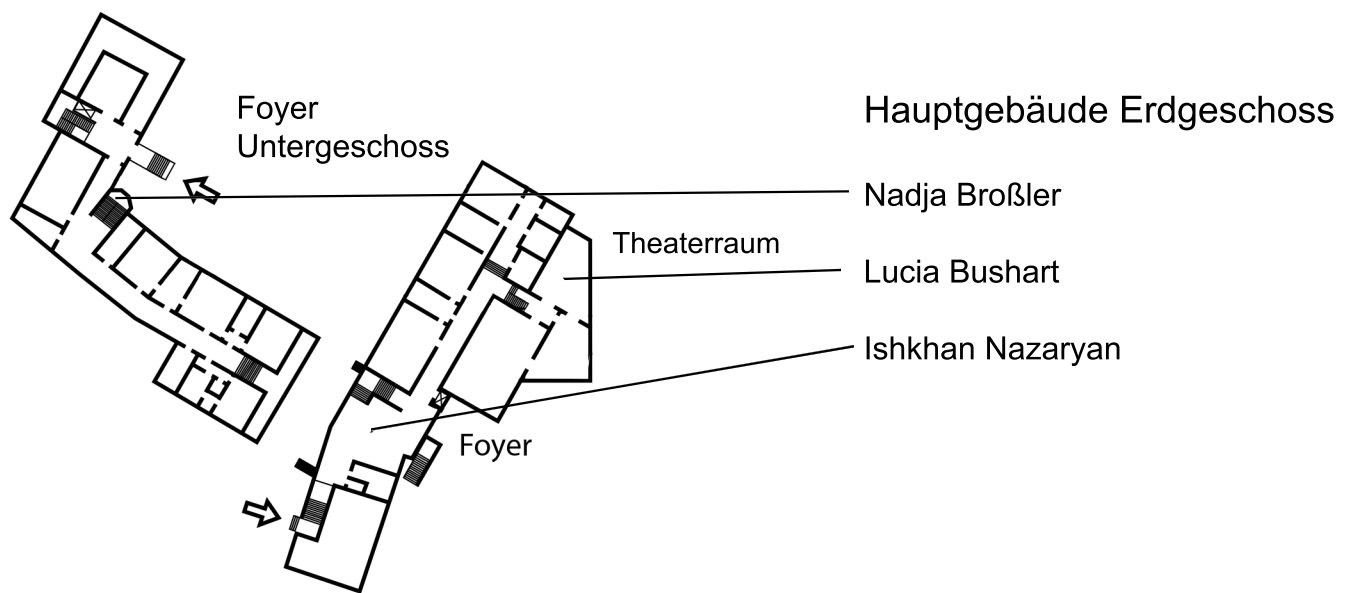 Foyer
Untergeschoss
Hauptgebäude Erdgeschoss
Nadja Broßler
Theaterraum
Lucia Bushart
Ishkhan Nazaryan
Foyer